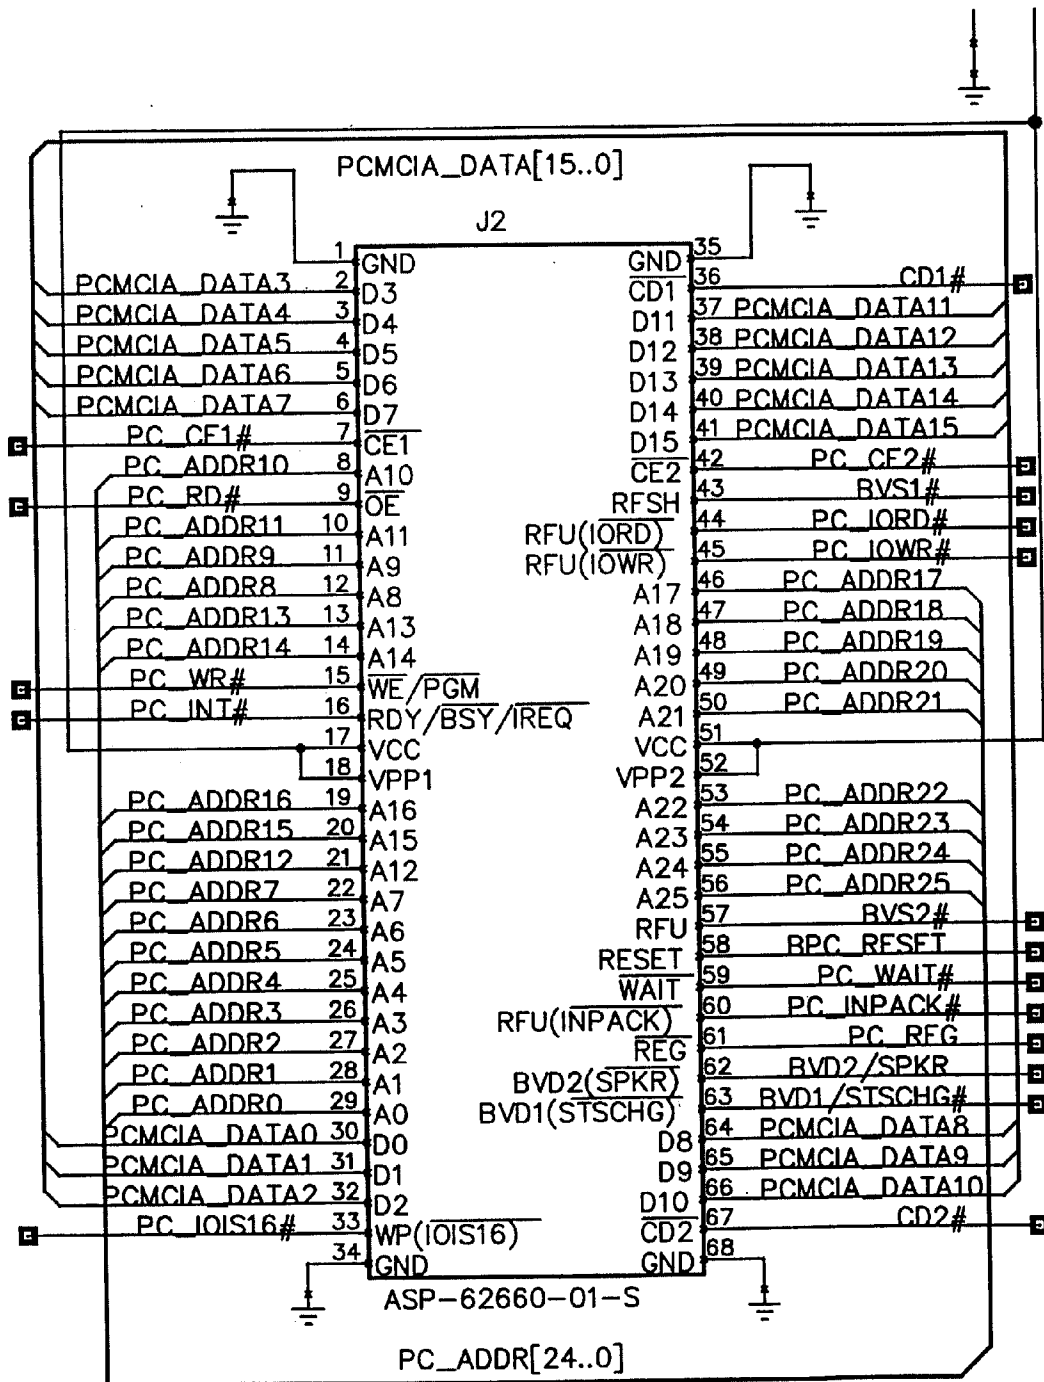 PCMCIA_DATA[15..0]
J2
1 GND GND 35
PCMCIA_DATA3 2 D3 CD1 36 CD1#
PCMCIA_DATA4 3 D4 D11 37 PCMCIA_DATA11
PCMCIA_DATA5 4 D5 D12 38 PCMCIA_DATA12
PCMCIA_DATA6 5 D6 D13 39 PCMCIA_DATA13
PCMCIA_DATA7 6 D7 D14 40 PCMCIA_DATA14
PC_CE1# 7 CE1 D15 41 PCMCIA_DATA15
PC_ADDR10 8 A10 CE2 42 PC_CE2#
PC_RD# 9 OE RFSH 43 BVS1#
PC_ADDR11 10 A11 RFU(IORD) 44 PC_IORD#
PC_ADDR9 11 A9 RFU(IOWR) 45 PC_IOWR#
PC_ADDR8 12 A8 A17 46 PC_ADDR17
PC_ADDR13 13 A13 A18 47 PC_ADDR18
PC_ADDR14 14 A14 A19 48 PC_ADDR19
PC_WR# 15 WE/PGM A20 49 PC_ADDR20
PC_INT# 16 RDY/BSY/IREQ A21 50 PC_ADDR21
17 VCC VCC 51
18 VPP1 VPP2 52
PC_ADDR16 19 A16 A22 53 PC_ADDR22
PC_ADDR15 20 A15 A23 54 PC_ADDR23
PC_ADDR12 21 A12 A24 55 PC_ADDR24
PC_ADDR7 22 A7 A25 56 PC_ADDR25
PC_ADDR6 23 A6 RFU 57 BVS2#
PC_ADDR5 24 A5 RESET 58 BPC_RESET
PC_ADDR4 25 A4 WAIT 59 PC_WAIT#
PC_ADDR3 26 A3 RFU(INPACK) 60 PC_INPACK#
PC_ADDR2 27 A2 REG 61 PC_REG
PC_ADDR1 28 A1 BVD2(SPKR) 62 BVD2/SPKR
PC_ADDR0 29 A0 BVD1(STSCHG) 63 BVD1/STSCHG#
PCMCIA_DATA0 30 D0 D8 64 PCMCIA_DATA8
PCMCIA_DATA1 31 D1 D9 65 PCMCIA_DATA9
PCMCIA_DATA2 32 D2 D10 66 PCMCIA_DATA10
PC_IOIS16# 33 WP(IOIS16) CD2 67 CD2#
34 GND GND 68
ASP-62660-01-S
PC_ADDR[24..0]